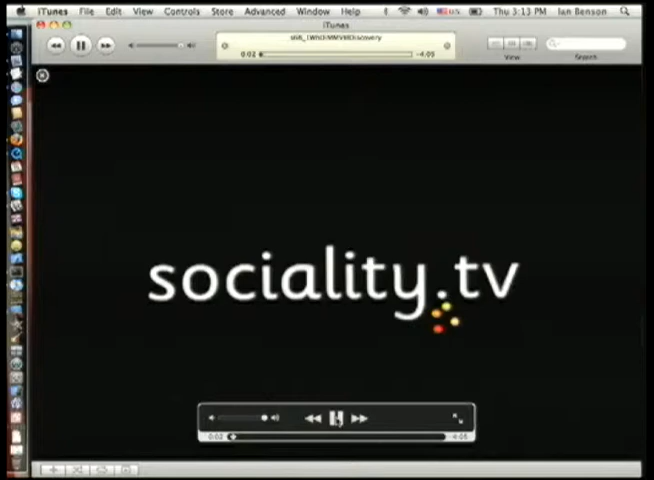 iTunes File Edit View Controls Store Advanced Window Help US Thu 3:13 PM Ian Benson
iTunes
0:02 -4:05
View Search
sociality.tv
0:02 4:05